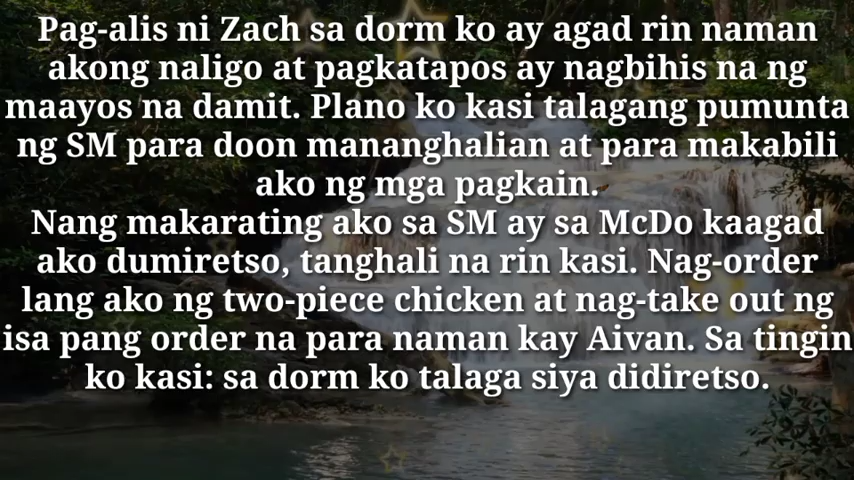 Pag-alis ni Zach sa dorm ko ay agad rin naman
akong naligo at pagkatapos ay nagbihis na ng
maayos na damit. Plano ko kasi talagang pumunta
ng SM para doon mananghalian at para makabili
ako ng mga pagkain.
Nang makarating ako sa SM ay sa McDo kaagad
ako dumiretso, tanghali na rin kasi. Nag-order
lang ako ng two-piece chicken at nag-take out ng
isa pang order na para naman kay Aivan. Sa tingin
ko kasi: sa dorm ko talaga siya didiretso.